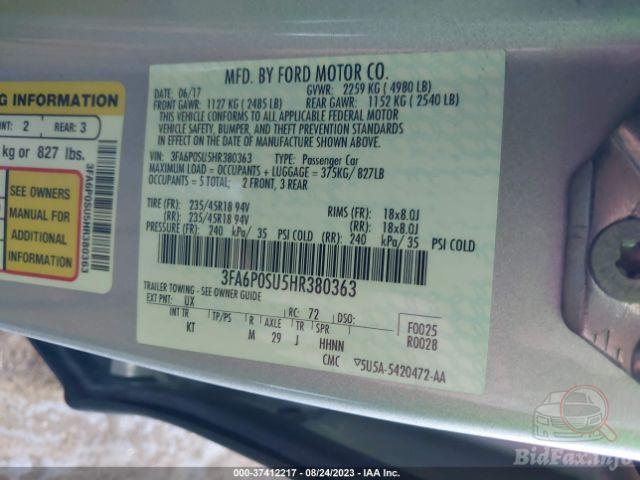 G INFORMATION
NT: 2 REAR: 3
kg or 827 lbs.
SEE OWNERS
MANUAL FOR
ADDITIONAL
INFORMATION
3FA6P0SU5HR380363
MFD. BY FORD MOTOR CO.
DATE: 06/17 GVWR: 2259 KG ( 4980 LB)
FRONT GAWR: 1127 KG ( 2485 LB) REAR GAWR: 1152 KG ( 2540 LB)
THIS VEHICLE CONFORMS TO ALL APPLICABLE FEDERAL MOTOR
VEHICLE SAFETY, BUMPER, AND THEFT PREVENTION STANDARDS
IN EFFECT ON THE DATE OF MANUFACTURE SHOWN ABOVE.
VIN: 3FA6P0SU5HR380363 TYPE: Passenger Car
MAXIMUM LOAD = OCCUPANTS + LUGGAGE = 375KG/ 827LB
OCCUPANTS = 5 TOTAL; 2 FRONT, 3 REAR
TIRE (FR): 235/45R18 94V RIMS (FR): 18x8.0J
(RR): 235/45R18 94V (RR): 18x8.0J
PRESSURE (FR): 240 kPa/ 35 PSI COLD (RR): 240 kPa/ 35 PSI COLD
3FA6P0SU5HR380363
TRAILER TOWING - SEE OWNER GUIDE
EXT PNT: UX RC: 72 DSO:
INT TR TP/PS R AXLE TR SPR F0025
KT M 29 J HHNN R0028
CMC 5U5A-5420472-AA
BidFax.info
000-37412217 - 08/24/2023 - IAA Inc.